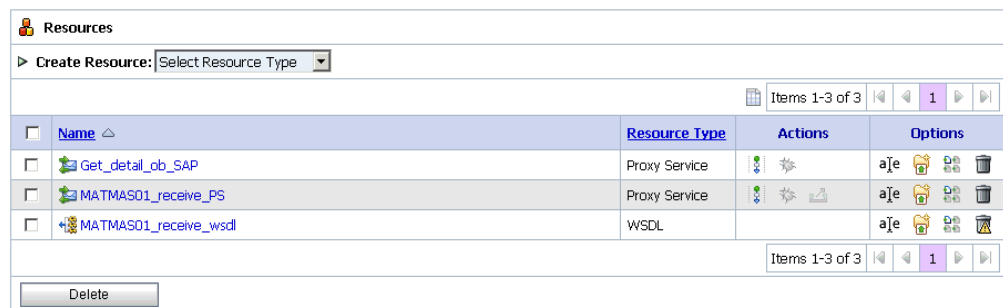 Resources
Create Resource: Select Resource Type
Items 1-3 of 3 1
Name Resource Type Actions Options
Get_detail_ob_SAP Proxy Service a e
MATMAS01_receive_PS Proxy Service a e
MATMAS01_receive_wsdl WSDL a e
Items 1-3 of 3 1
Delete